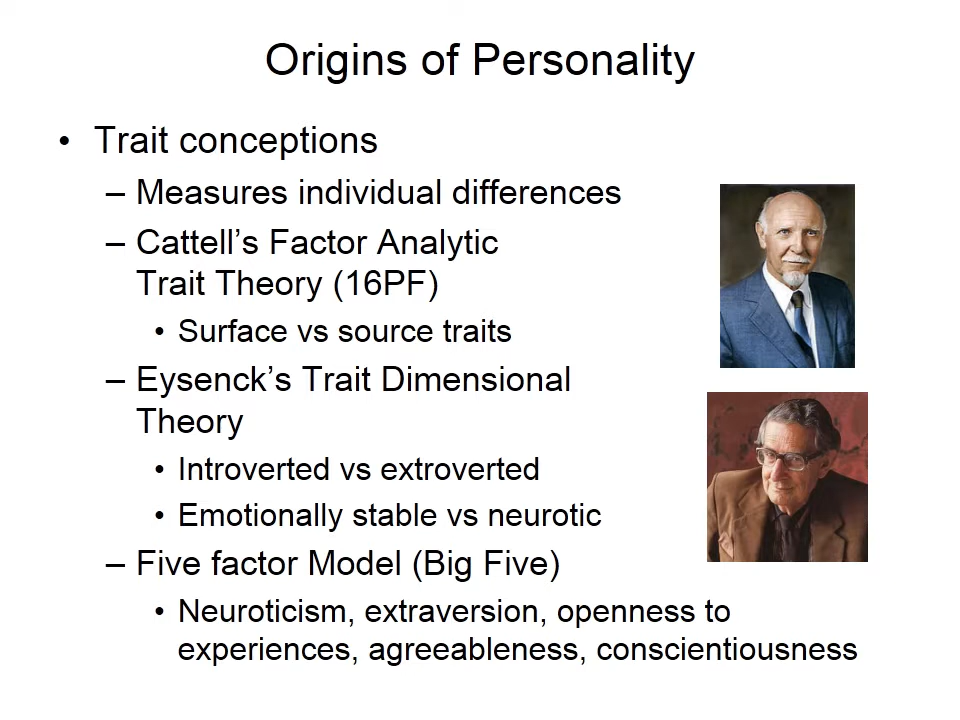 Origins of Personality
• Trait conceptions
– Measures individual differences
– Cattell’s Factor Analytic
Trait Theory (16PF)
• Surface vs source traits
– Eysenck’s Trait Dimensional
Theory
• Introverted vs extroverted
• Emotionally stable vs neurotic
– Five factor Model (Big Five)
• Neuroticism, extraversion, openness to
experiences, agreeableness, conscientiousness